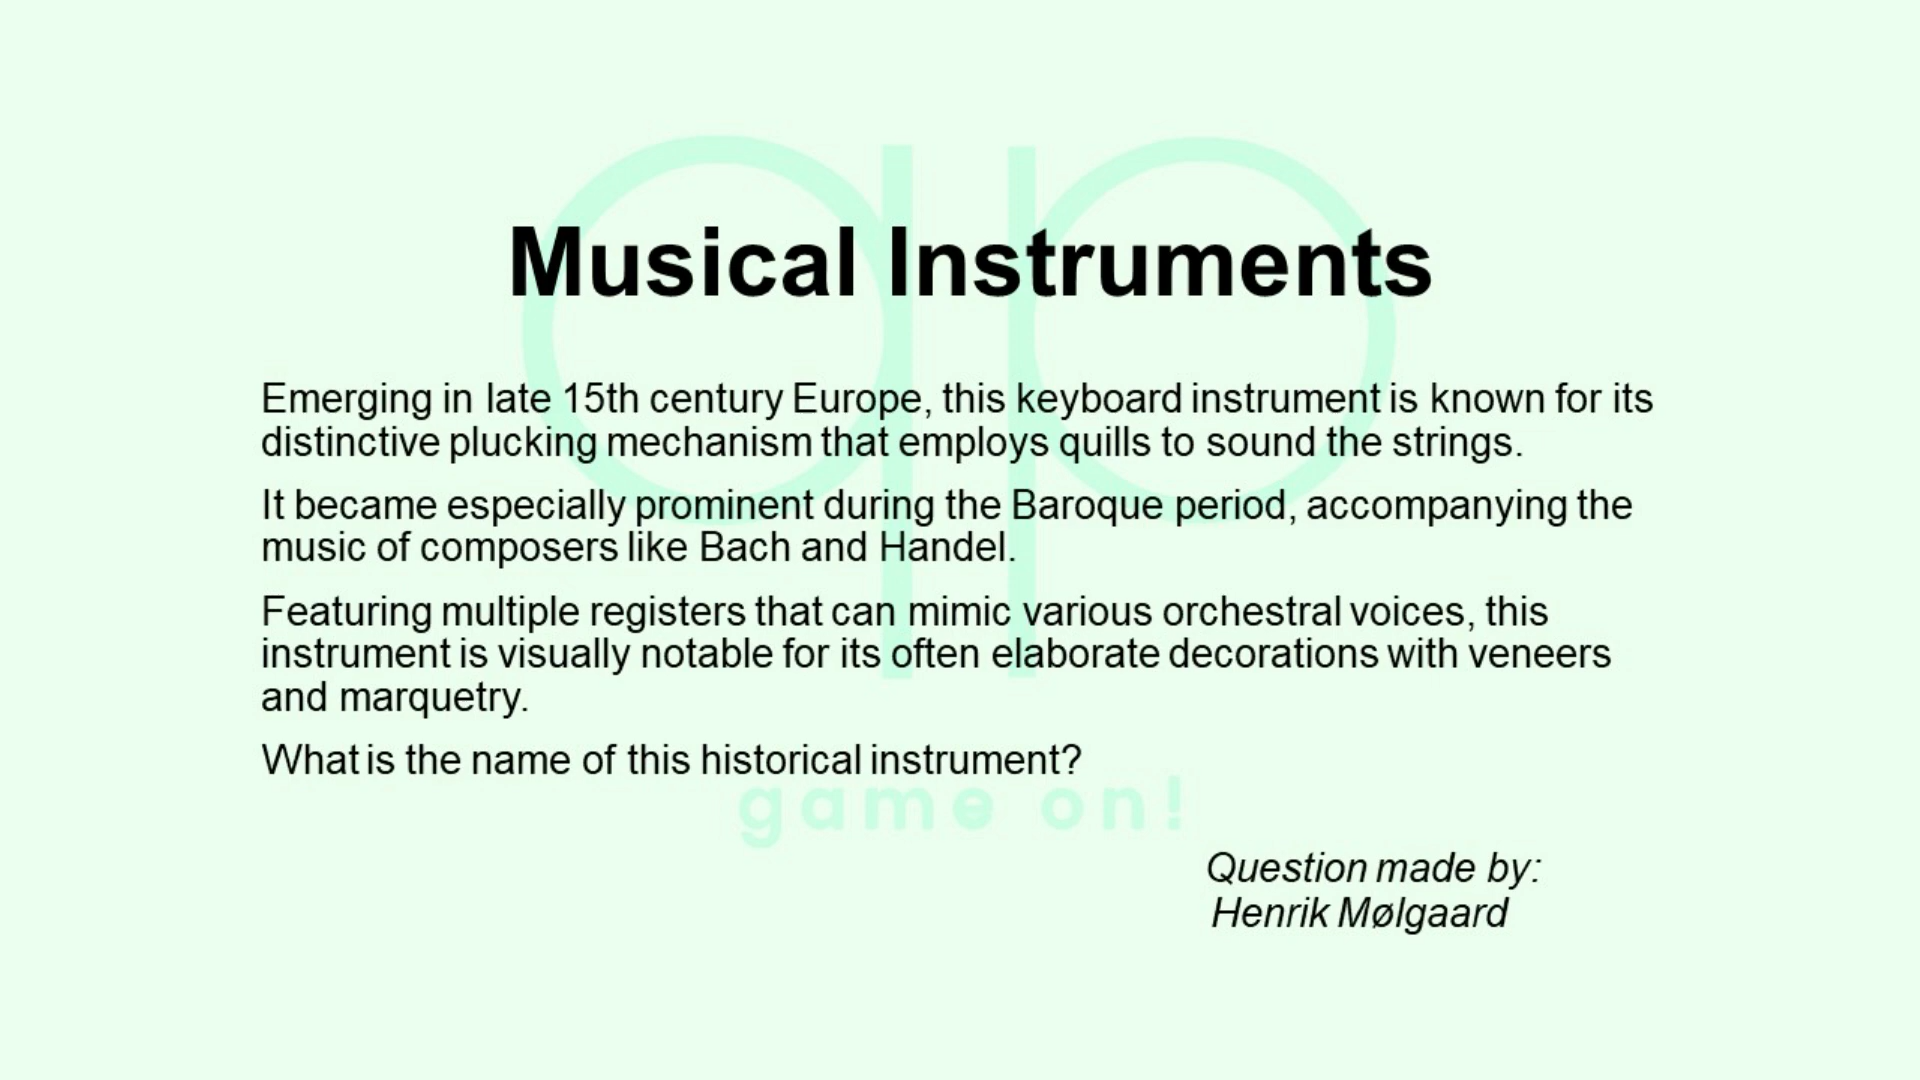 Musical Instruments
Emerging in late 15th century Europe, this keyboard instrument is known for its
distinctive plucking mechanism that employs quills to sound the strings.
It became especially prominent during the Baroque period, accompanying the
music of composers like Bach and Handel.
Featuring multiple registers that can mimic various orchestral voices, this
instrument is visually notable for its often elaborate decorations with veneers
and marquetry.
What is the name of this historical instrument?
game on!
Question made by:
Henrik Mølgaard